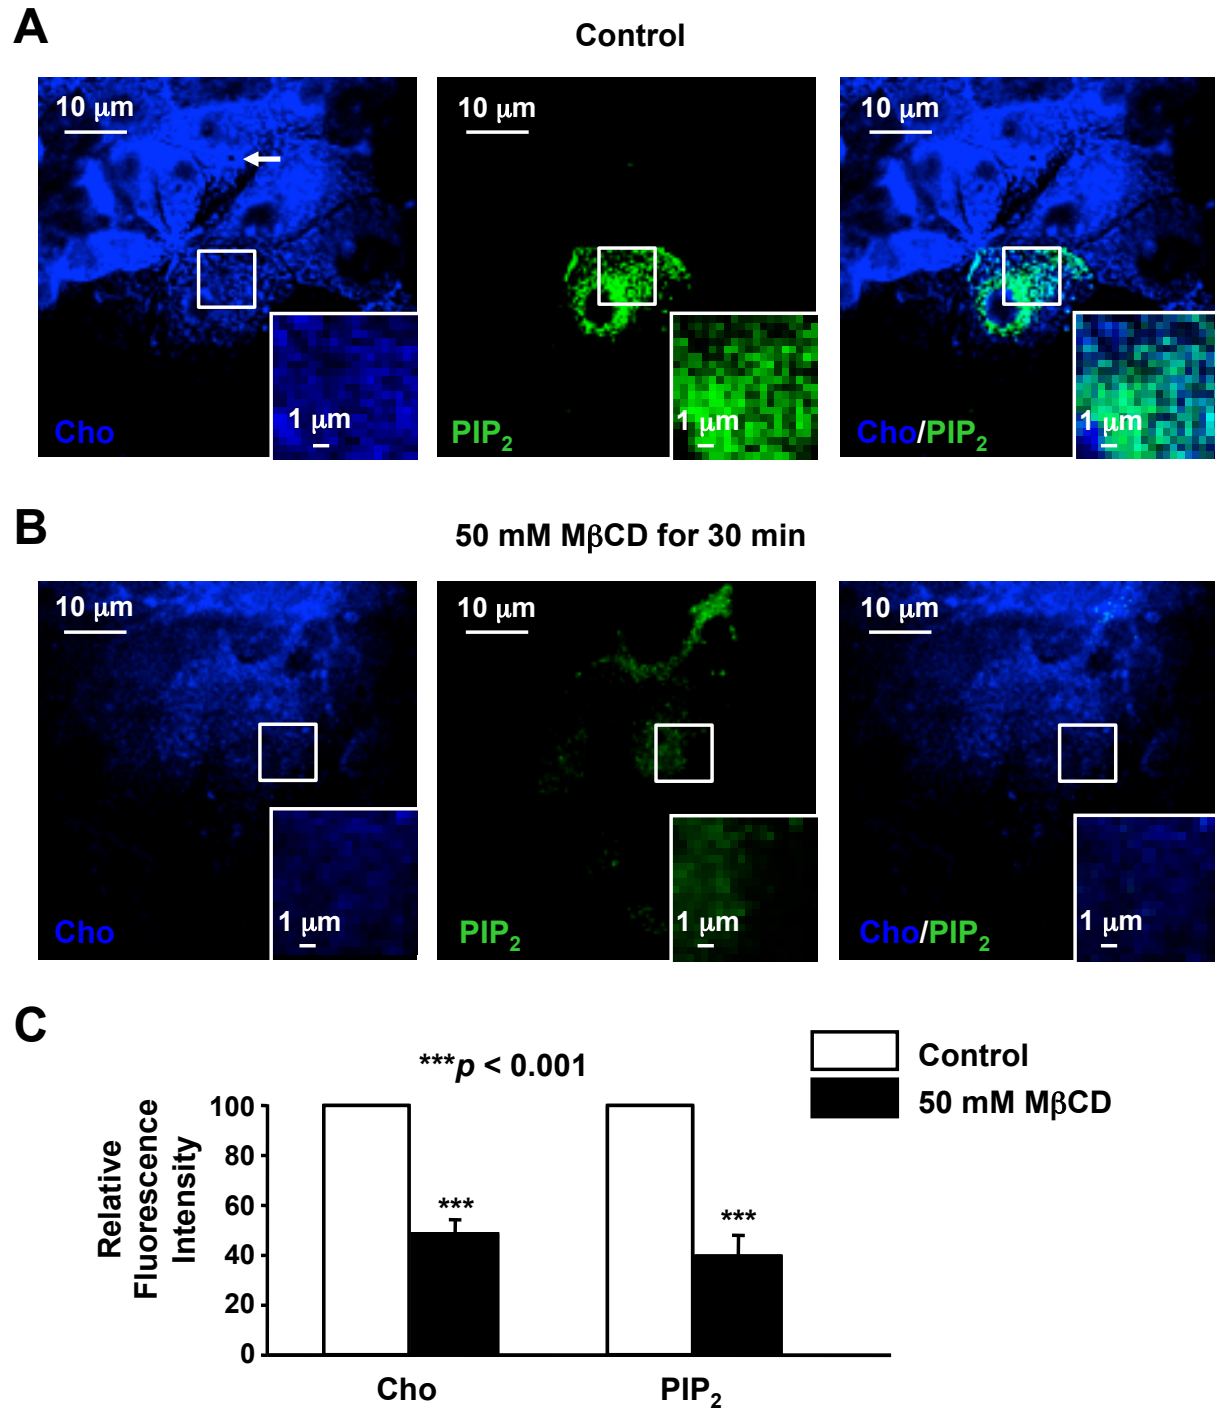 A
Control
10 μm
10 μm
10 μm
1 μm
1 μm
1 μm
Cho
PIP₂
Cho/PIP₂
B
50 mM MβCD for 30 min
10 μm
10 μm
10 μm
1 μm
1 μm
1 μm
Cho
PIP₂
Cho/PIP₂
C
***p < 0.001
Control
50 mM MβCD
Relative
Fluorescence
Intensity
100
80
60
40
20
0
***
***
Cho
PIP₂